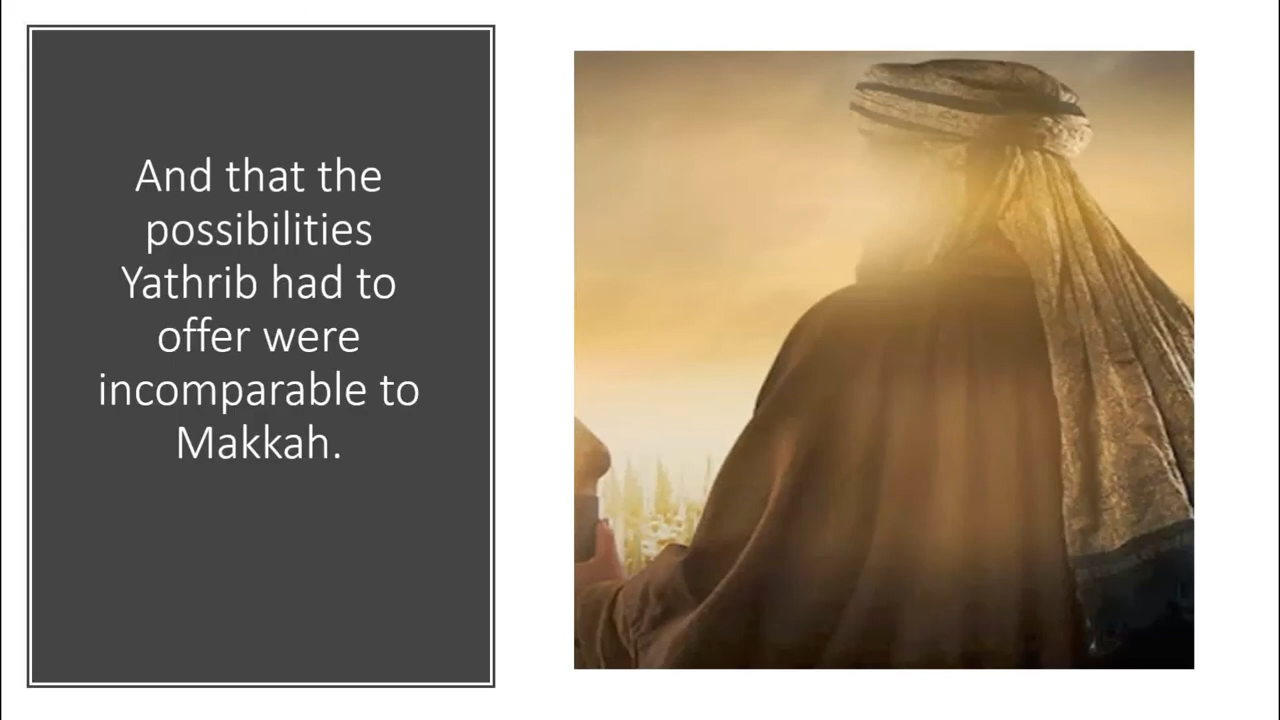 And that the
possibilities
Yathrib had to
offer were
incomparable to
Makkah.